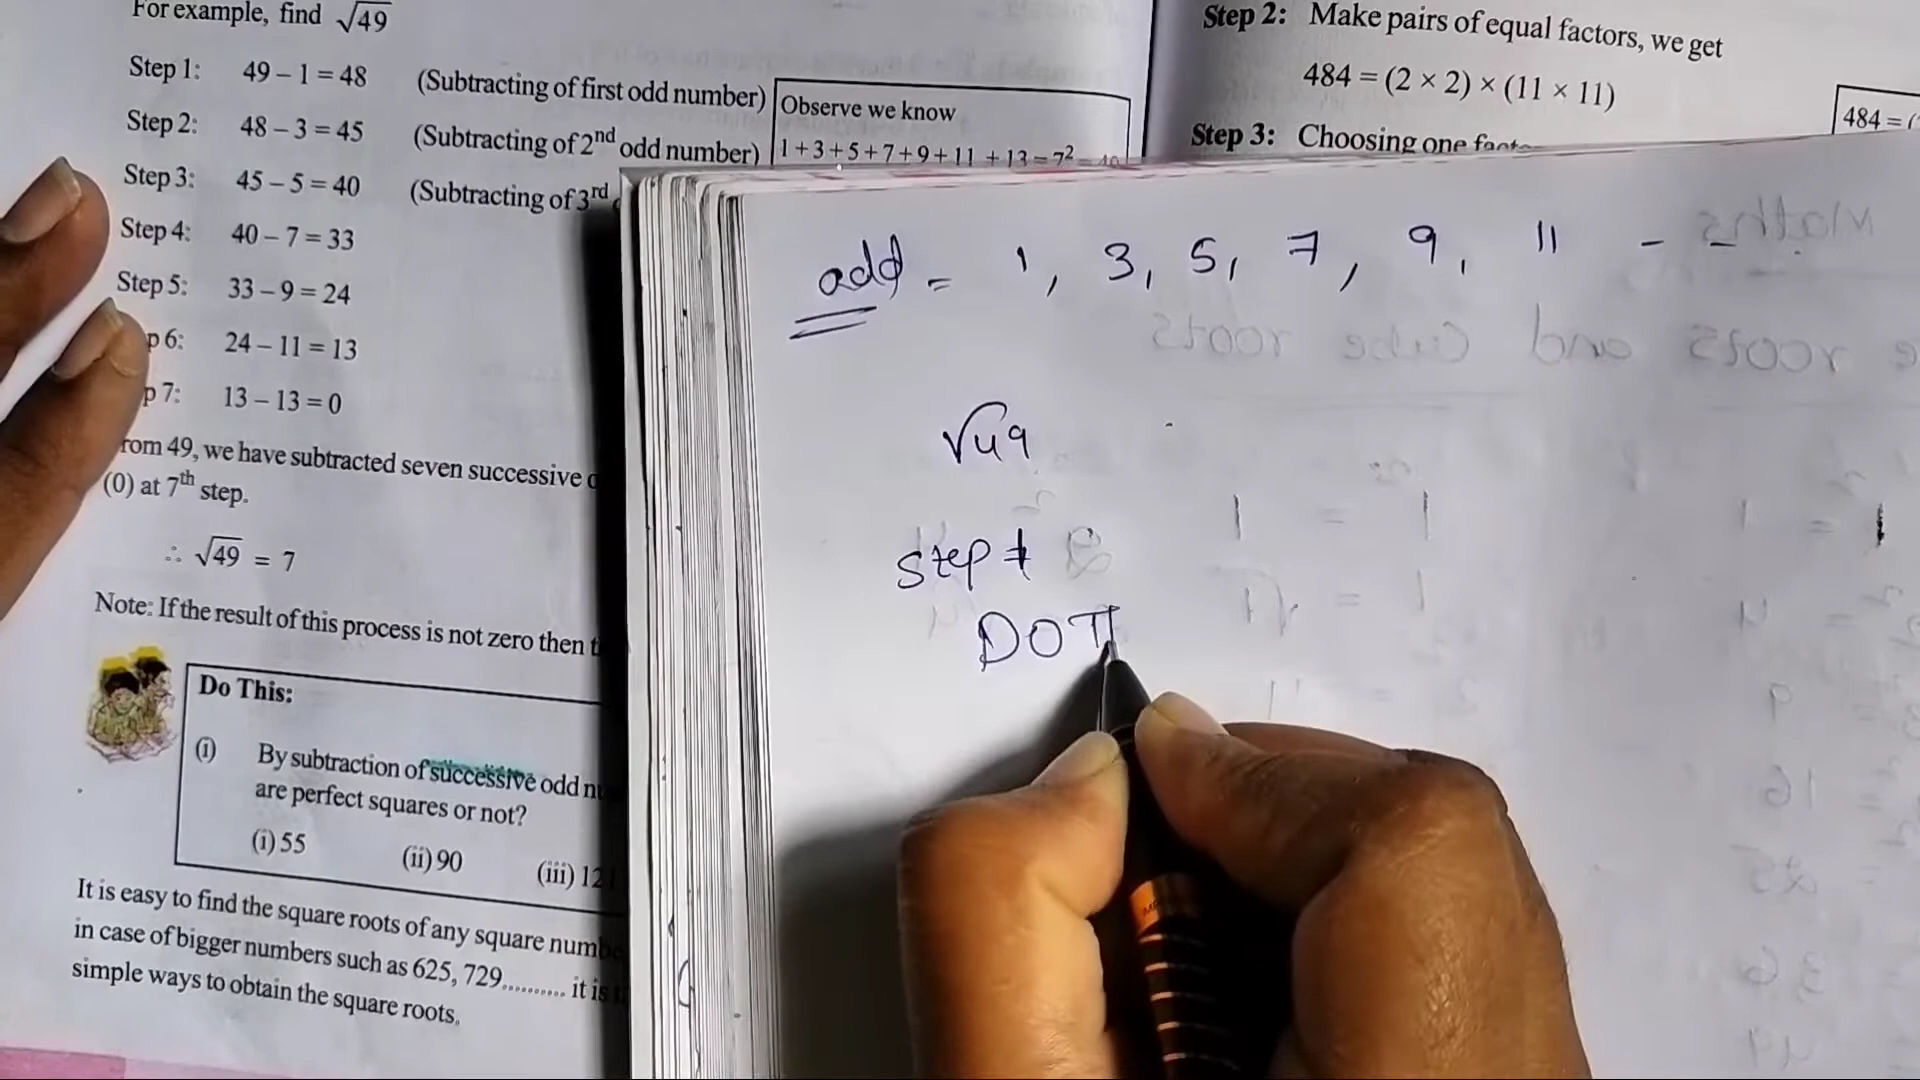 For example, find √49
Step 1: 49 – 1 = 48 (Subtracting of first odd number)
Step 2: 48 – 3 = 45 (Subtracting of 2nd odd number)
Step 3: 45 – 5 = 40 (Subtracting of 3rd
Step 4: 40 – 7 = 33
Step 5: 33 – 9 = 24
p 6: 24 – 11 = 13
p 7: 13 – 13 = 0
Observe we know
1 + 3 + 5 + 7 + 9 + 11 + 13 = 7² = 49
rom 49, we have subtracted seven successive
(0) at 7th step.
∴ √49 = 7
Note: If the result of this process is not zero then
Do This:
(i) By subtraction of successive odd
are perfect squares or not?
(i) 55 (ii) 90 (iii) 121
It is easy to find the square roots of any square
in case of bigger numbers such as 625, 729.......... it is
simple ways to obtain the square roots.
Step 2: Make pairs of equal factors, we get
484 = (2 × 2) × (11 × 11)
Step 3: Choosing one
484 = (
add = 1, 3, 5, 7, 9, 11 - -
√49
step 1